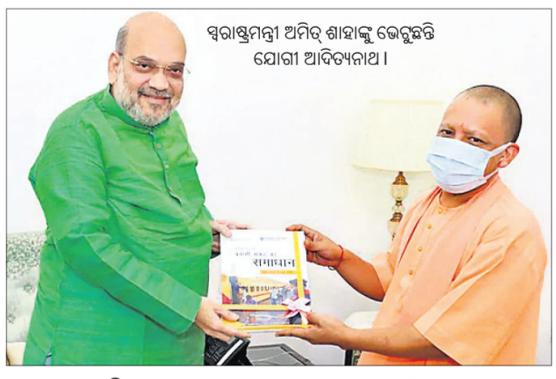 ସ୍ୱରାଷ୍ଟ୍ରମନ୍ତ୍ରୀ ଅମିତ୍ ଶାହାଙ୍କୁ ଭେଟୁଛନ୍ତି
ଯୋଗୀ ଆଦିତ୍ୟନାଥ ।
समाधान